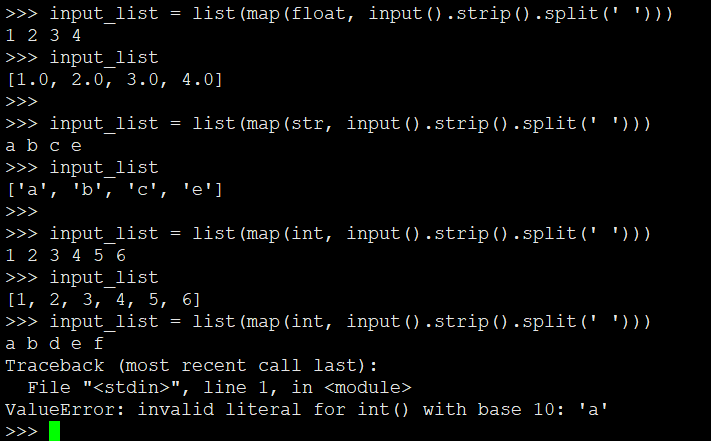 >>> input_list = list(map(float, input().strip().split(' ')))
1 2 3 4
>>> input_list
[1.0, 2.0, 3.0, 4.0]
>>>
>>> input_list = list(map(str, input().strip().split(' ')))
a b c e
>>> input_list
['a', 'b', 'c', 'e']
>>>
>>> input_list = list(map(int, input().strip().split(' ')))
1 2 3 4 5 6
>>> input_list
[1, 2, 3, 4, 5, 6]
>>> input_list = list(map(int, input().strip().split(' ')))
a b d e f
Traceback (most recent call last):
  File "<stdin>", line 1, in <module>
ValueError: invalid literal for int() with base 10: 'a'
>>>